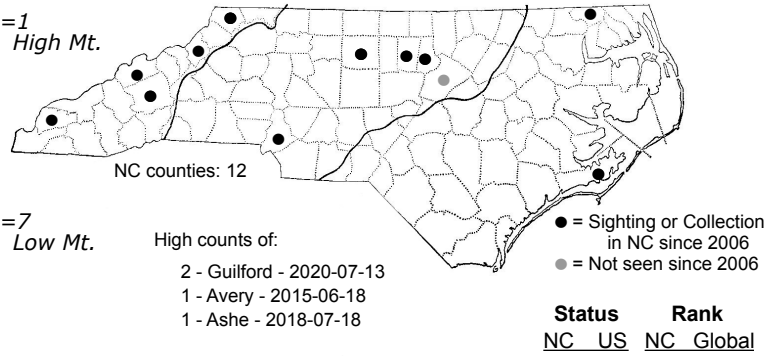 =1
High Mt.
NC counties: 12
=7
Low Mt.
High counts of:
2 - Guilford - 2020-07-13
1 - Avery - 2015-06-18
1 - Ashe - 2018-07-18
= Sighting or Collection
in NC since 2006
= Not seen since 2006
Status Rank
NC US NC Global